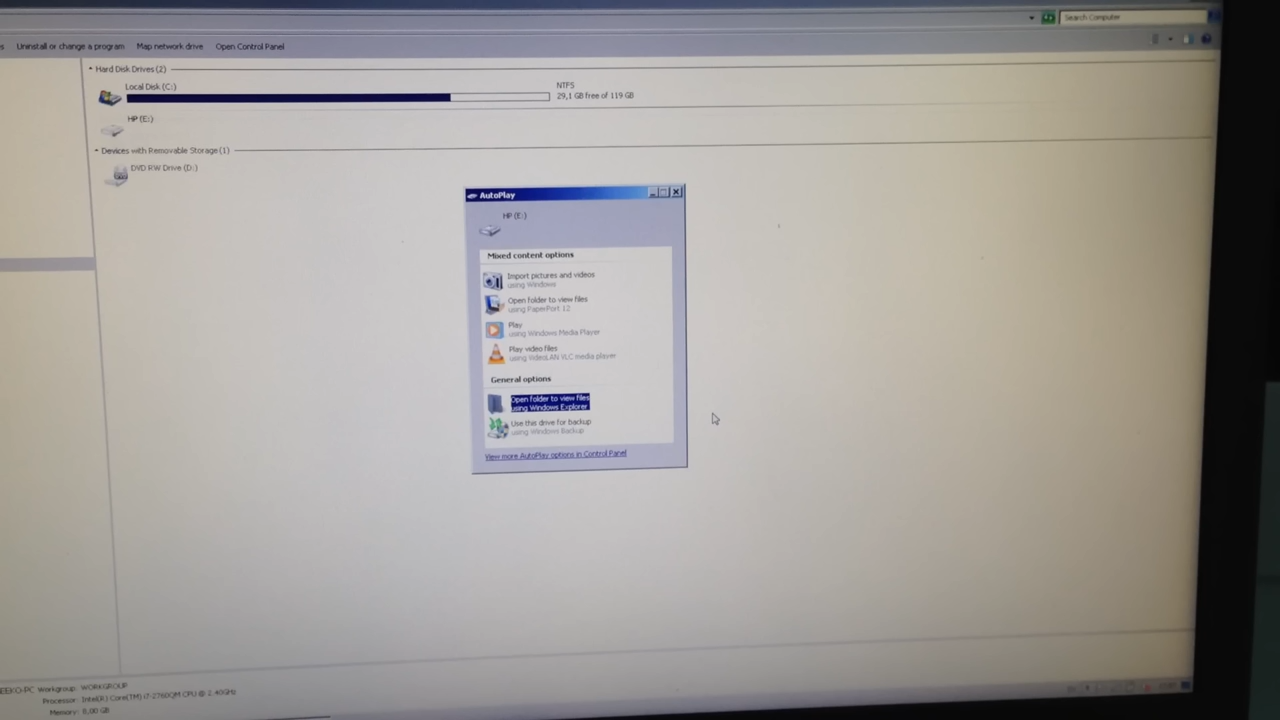 Search Computer
Uninstall or change a program Map network drive Open Control Panel
Hard Disk Drives (2)
Local Disk (C:)
NTFS
29,1 GB free of 119 GB
HP (E:)
Devices with Removable Storage (1)
DVD RW Drive (D:)
AutoPlay
HP (E:)
Mixed content options
Import pictures and videos
using Windows
Open folder to view files
using PaperPort 12
Play
using Windows Media Player
Play video files
using VideoLAN VLC media player
General options
Open folder to view files
using Windows Explorer
Use this drive for backup
using Windows Backup
View more AutoPlay options in Control Panel
Workgroup: WORKGROUP
Processor: Intel(R) Core(TM) i7-2760QM CPU @ 2.40GHz
Memory: 8,00 GB